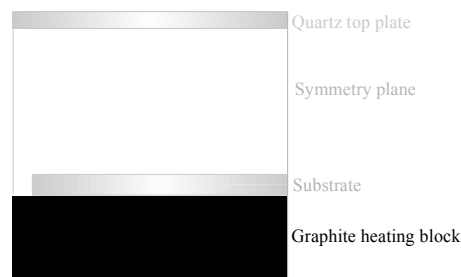 Quartz top plate
Symmetry plane
Substrate
Graphite heating block